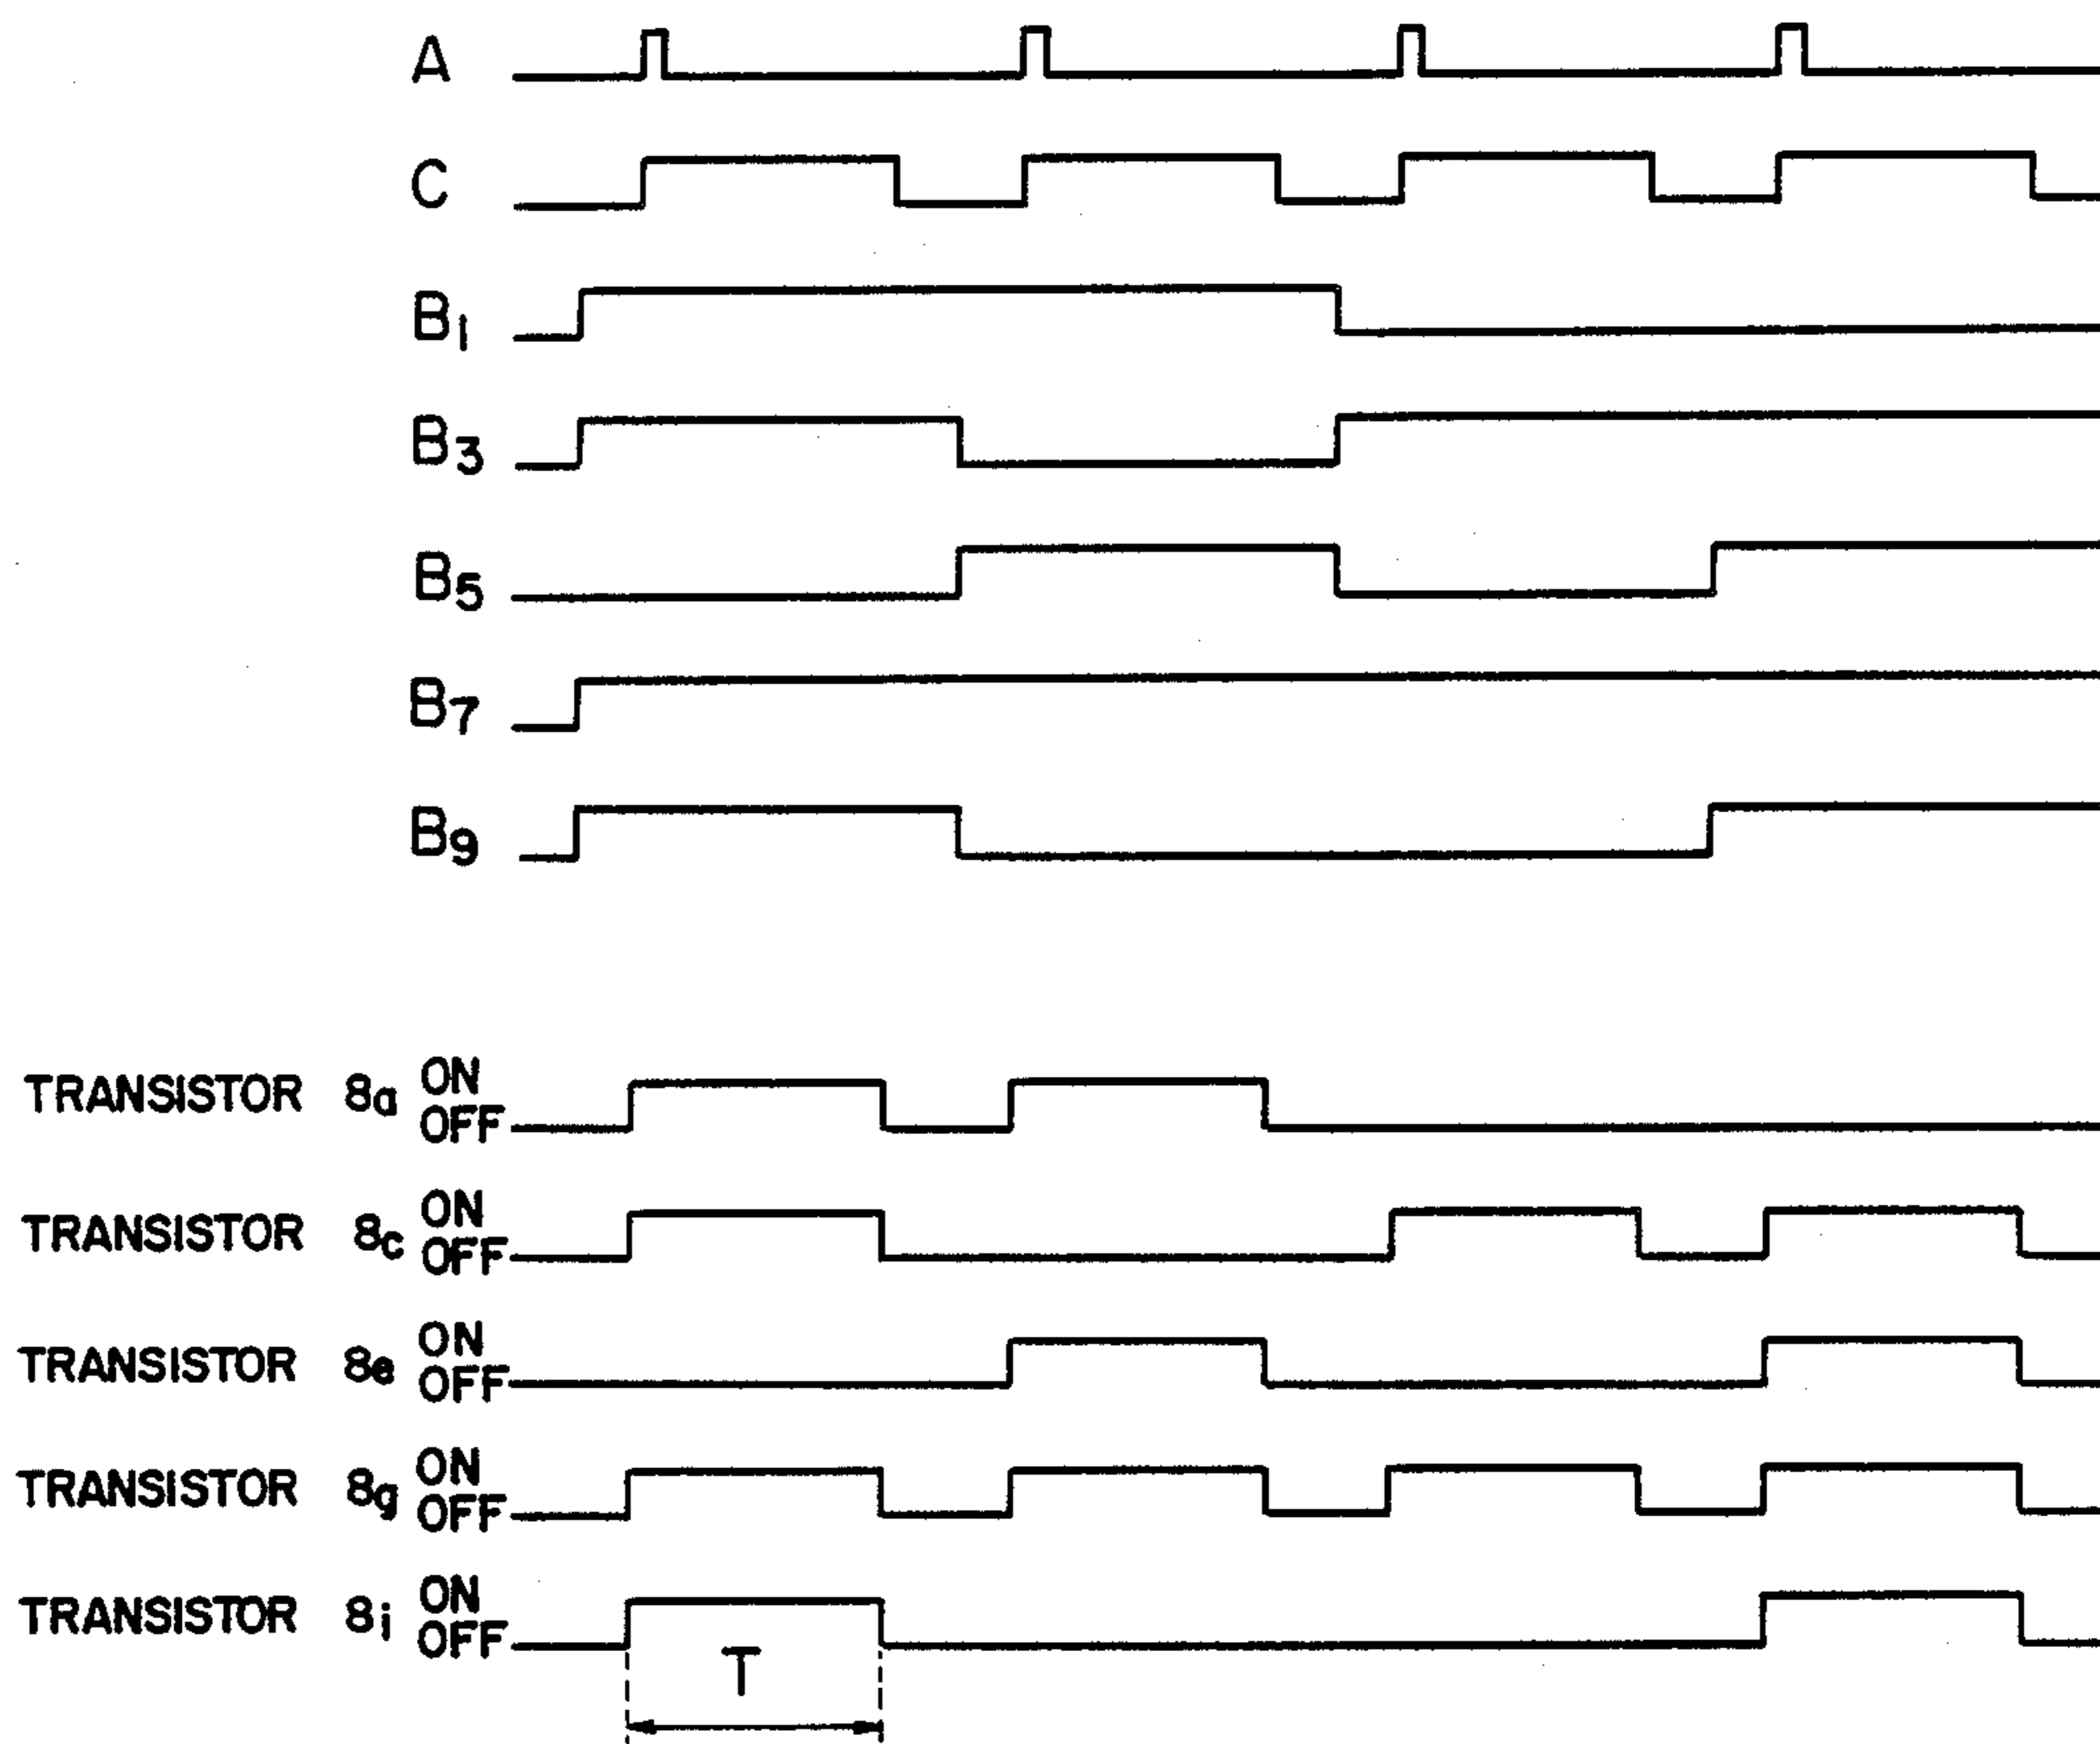 A
C
B1
B3
B5
B7
B9
TRANSISTOR 8a ON OFF
TRANSISTOR 8c ON OFF
TRANSISTOR 8e ON OFF
TRANSISTOR 8g ON OFF
TRANSISTOR 8i ON OFF
T